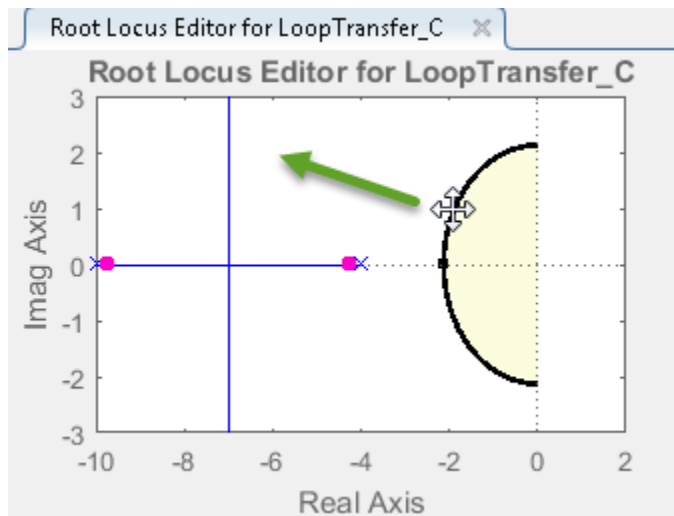 Root Locus Editor for LoopTransfer_C
Root Locus Editor for LoopTransfer_C
3
2
1
0
-1
-2
-3
Imag Axis
-10 -8 -6 -4 -2 0 2
Real Axis